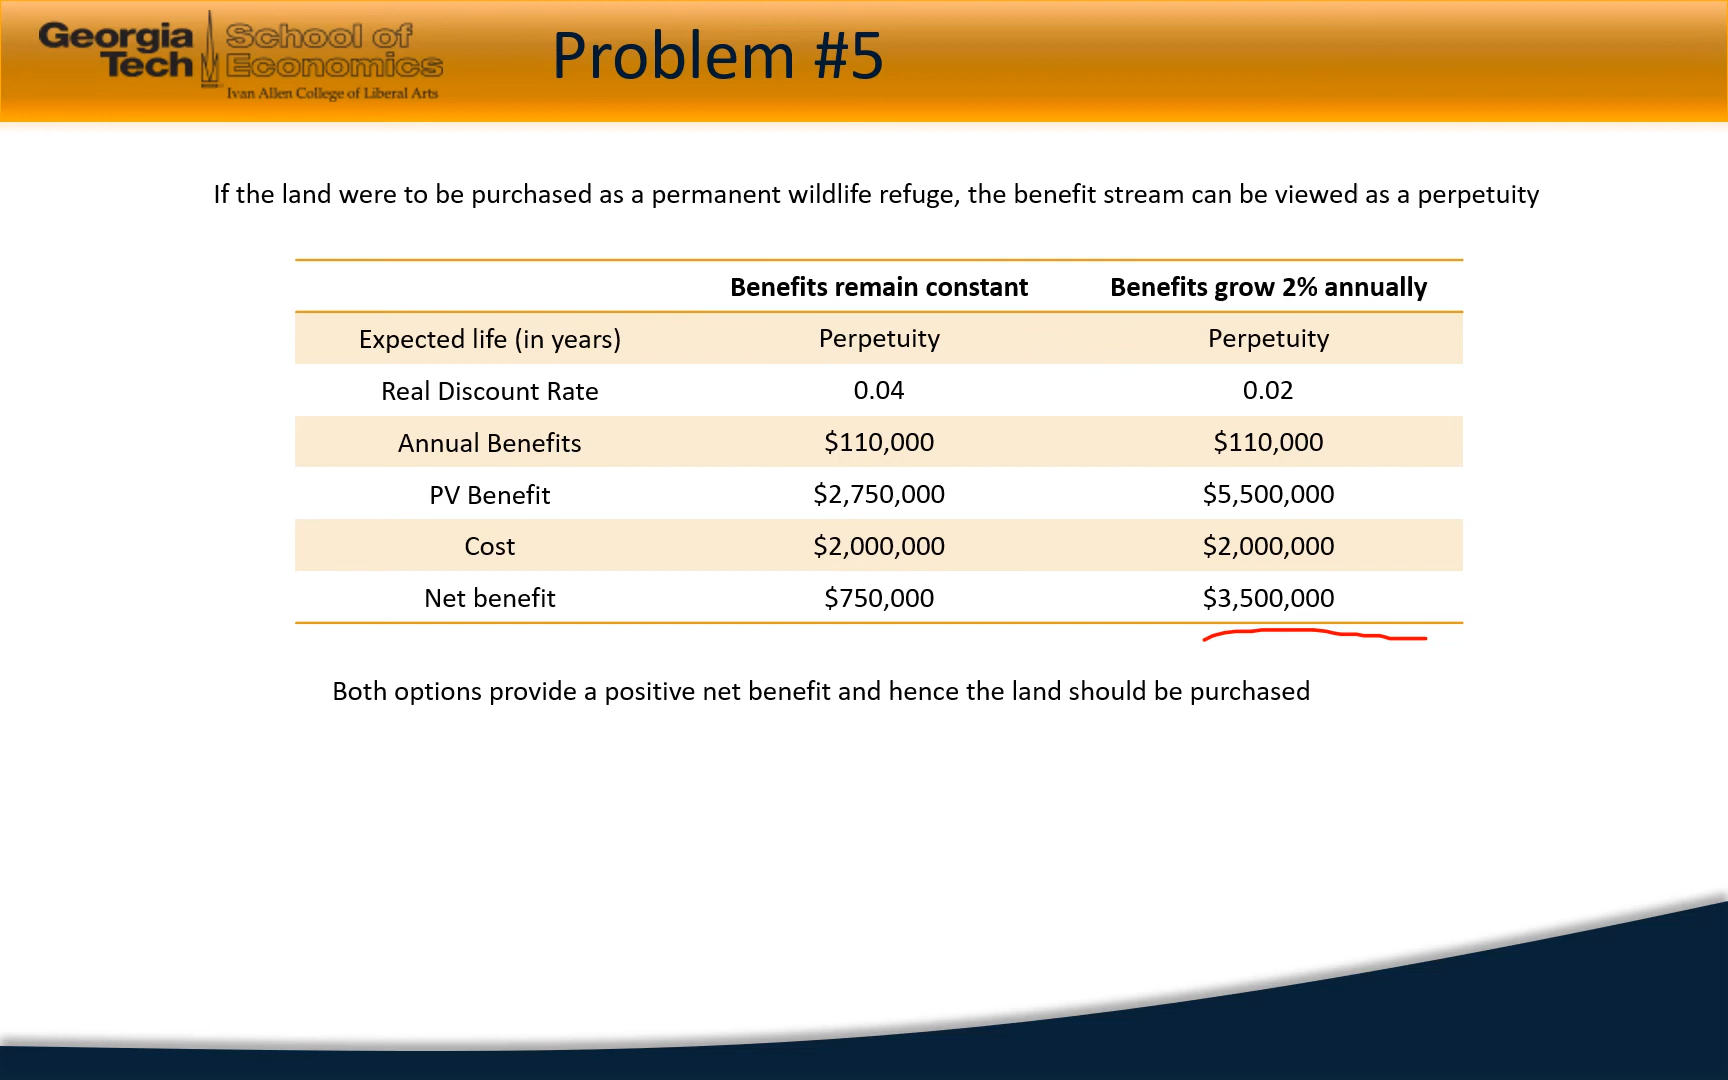 Georgia Tech
School of Economics
Ivan Allen College of Liberal Arts
Problem #5
If the land were to be purchased as a permanent wildlife refuge, the benefit stream can be viewed as a perpetuity
Benefits remain constant Benefits grow 2% annually
Expected life (in years) Perpetuity Perpetuity
Real Discount Rate 0.04 0.02
Annual Benefits $110,000 $110,000
PV Benefit $2,750,000 $5,500,000
Cost $2,000,000 $2,000,000
Net benefit $750,000 $3,500,000
Both options provide a positive net benefit and hence the land should be purchased